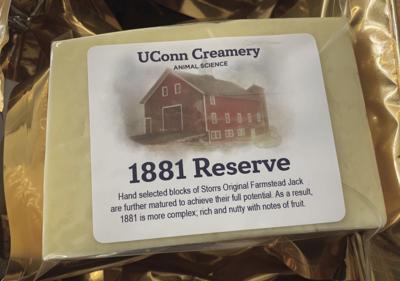 UConn Creamery
ANIMAL SCIENCE
1881 Reserve
Hand selected blocks of Storrs Original Farmstead Jack
are further matured to achieve their full potential. As a result,
1881 is more complex; rich and nutty with notes of fruit.